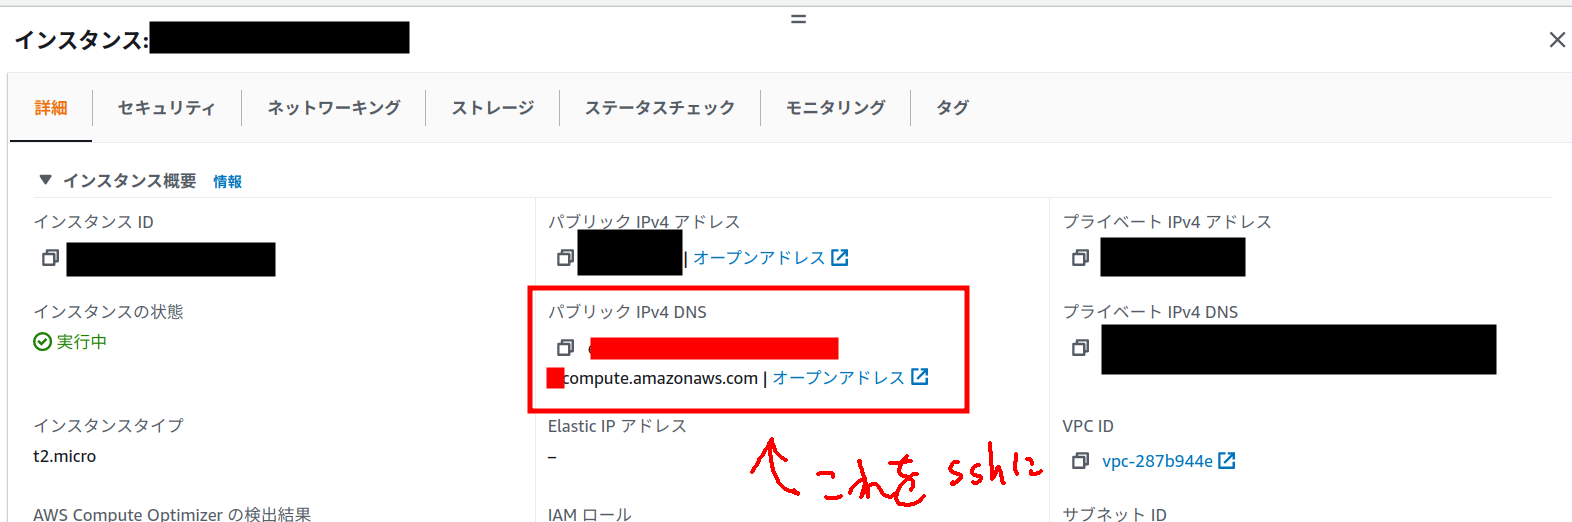 インスタンス:
詳細
セキュリティ
ネットワーキング
ストレージ
ステータスチェック
モニタリング
タグ
▼ インスタンス概要 情報
インスタンス ID
パブリック IPv4 アドレス
| オープンアドレス
プライベート IPv4 アドレス
インスタンスの状態
実行中
パブリック IPv4 DNS
compute.amazonaws.com | オープンアドレス
プライベート IPv4 DNS
インスタンスタイプ
t2.micro
Elastic IP アドレス
–
VPC ID
vpc-287b944e
これを sshに
AWS Compute Optimizer の検出結果
IAM ロール
サブネット ID